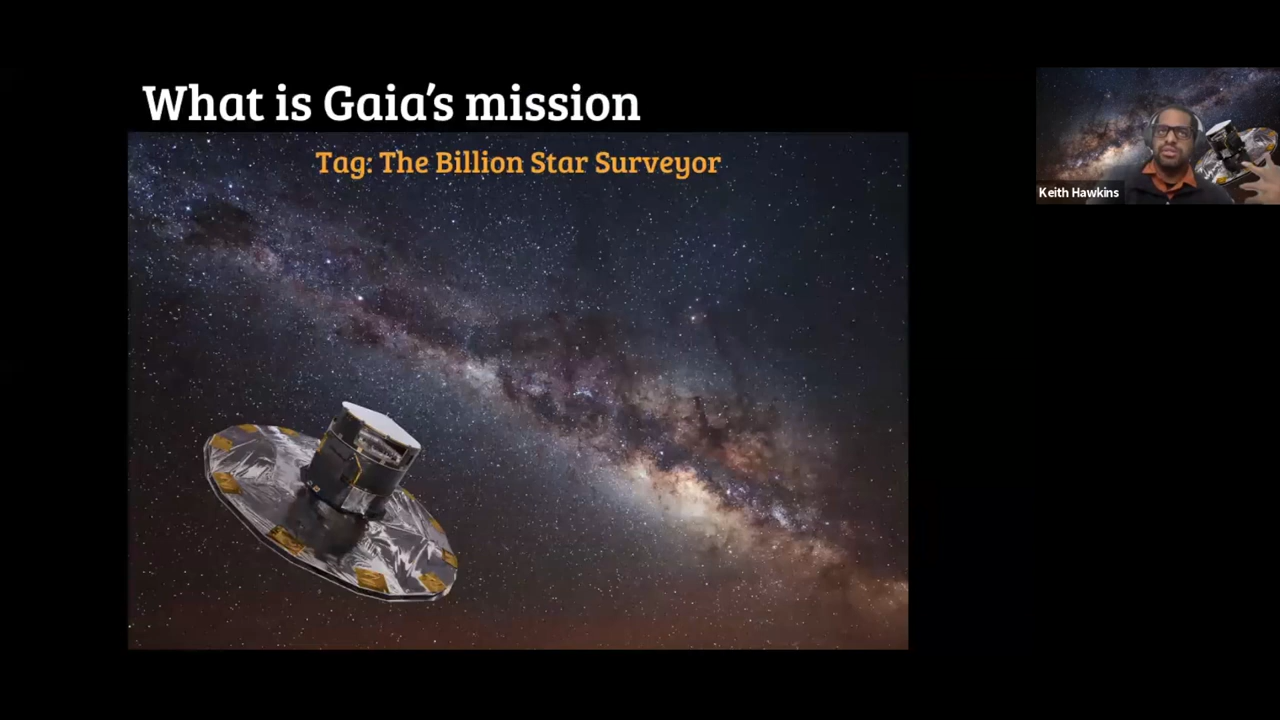 What is Gaia's mission
Tag: The Billion Star Surveyor
Keith Hawkins